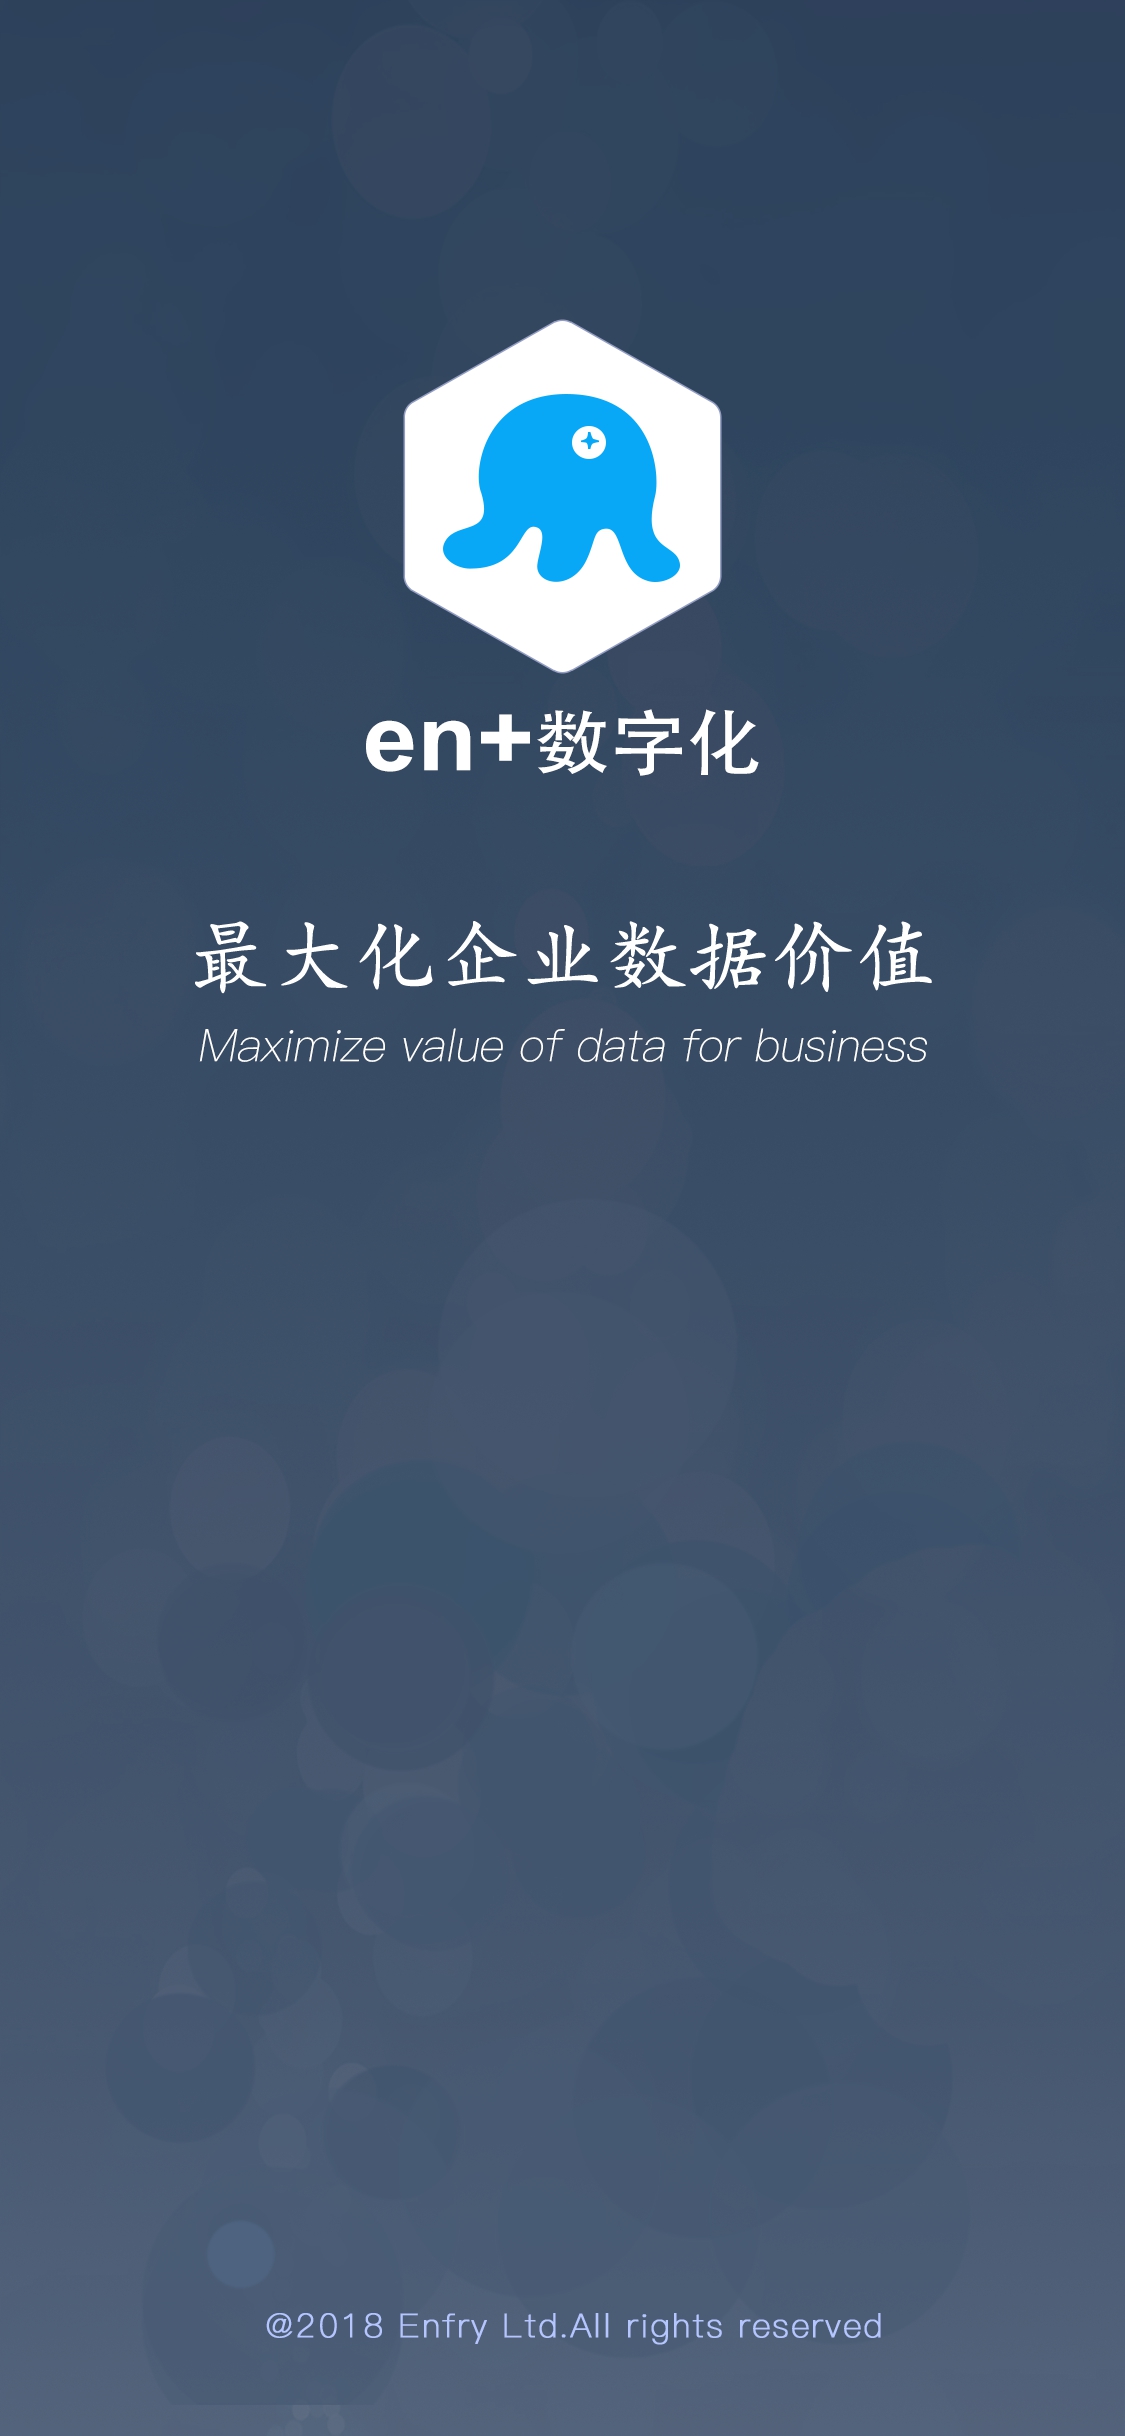 en+数字化
最大化企业数据价值
Maximize value of data for business
@2018 Enfry Ltd.All rights reserved